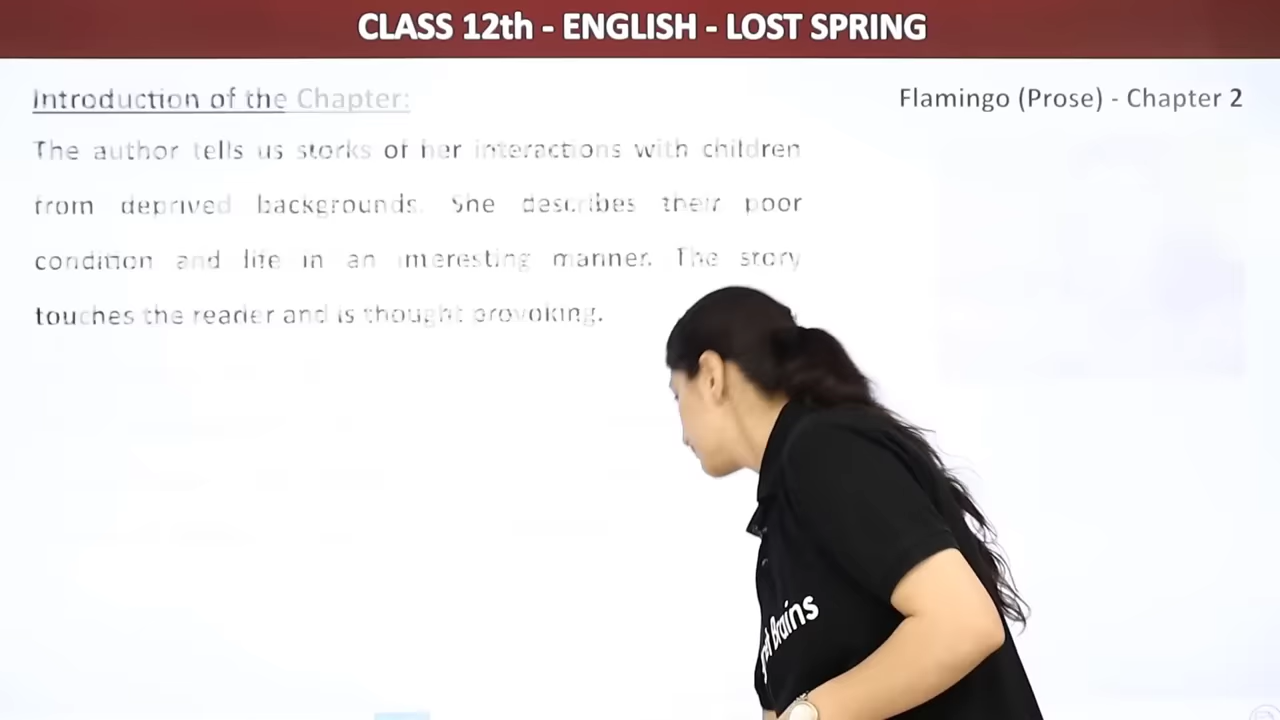 CLASS 12th - ENGLISH - LOST SPRING
Introduction of the Chapter:
Flamingo (Prose) - Chapter 2
The author tells us stories of her interactions with children
from deprived backgrounds. She describes their poor
condition and life in an interesting manner. The story
touches the reader and is thought provoking.
Brains